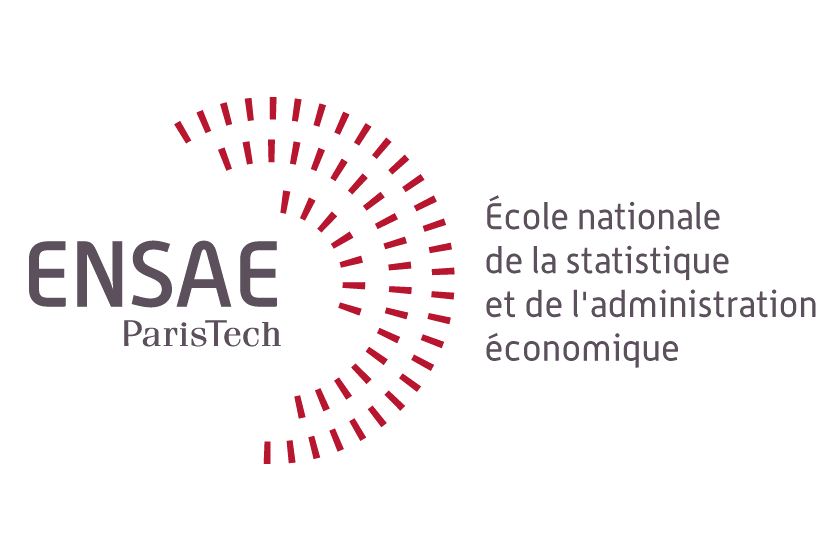 ENSAE
ParisTech
École nationale
de la statistique
et de l'administration
économique